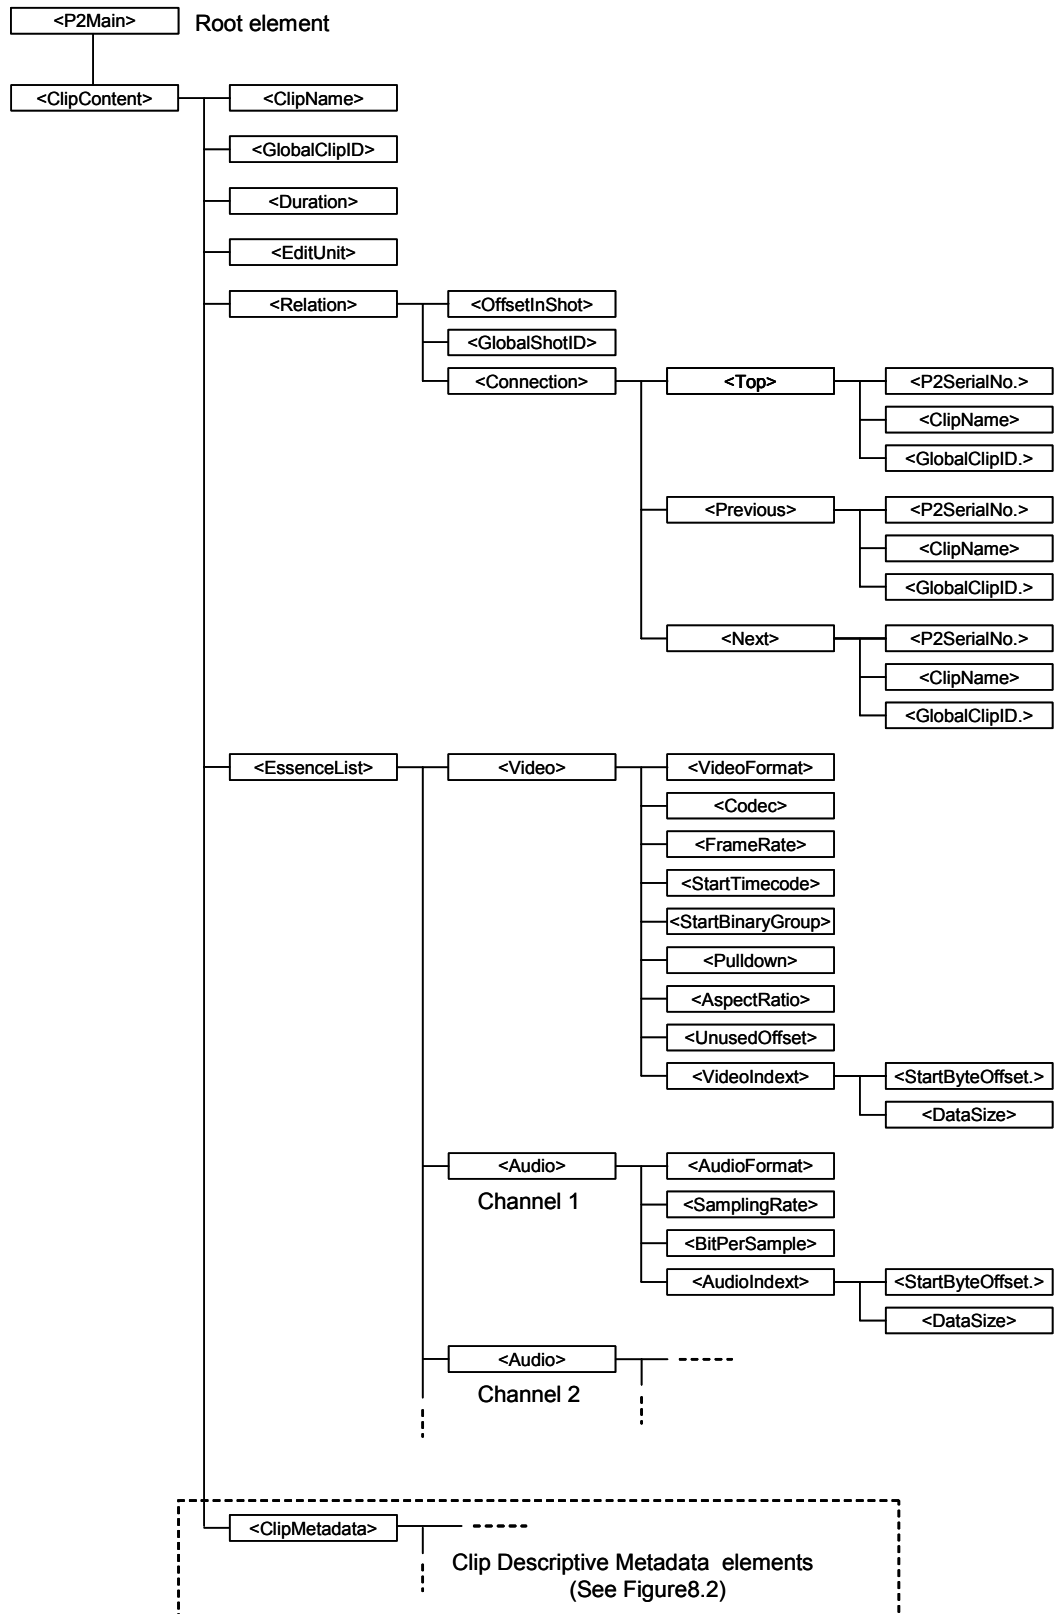 <P2Main>
Root element
<ClipContent>
<ClipName>
<GlobalClipID>
<Duration>
<EditUnit>
<Relation>
<OffsetInShot>
<GlobalShotID>
<Connection>
<Top>
<P2SerialNo.>
<ClipName>
<GlobalClipID.>
<Previous>
<P2SerialNo.>
<ClipName>
<GlobalClipID.>
<Next>
<P2SerialNo.>
<ClipName>
<GlobalClipID.>
<EssenceList>
<Video>
<VideoFormat>
<Codec>
<FrameRate>
<StartTimecode>
<StartBinaryGroup>
<Pulldown>
<AspectRatio>
<UnusedOffset>
<VideoIndext>
<StartByteOffset.>
<DataSize>
<Audio>
Channel 1
<AudioFormat>
<SamplingRate>
<BitPerSample>
<AudioIndext>
<StartByteOffset.>
<DataSize>
<Audio>
Channel 2
<ClipMetadata>
Clip Descriptive Metadata elements
(See Figure8.2)